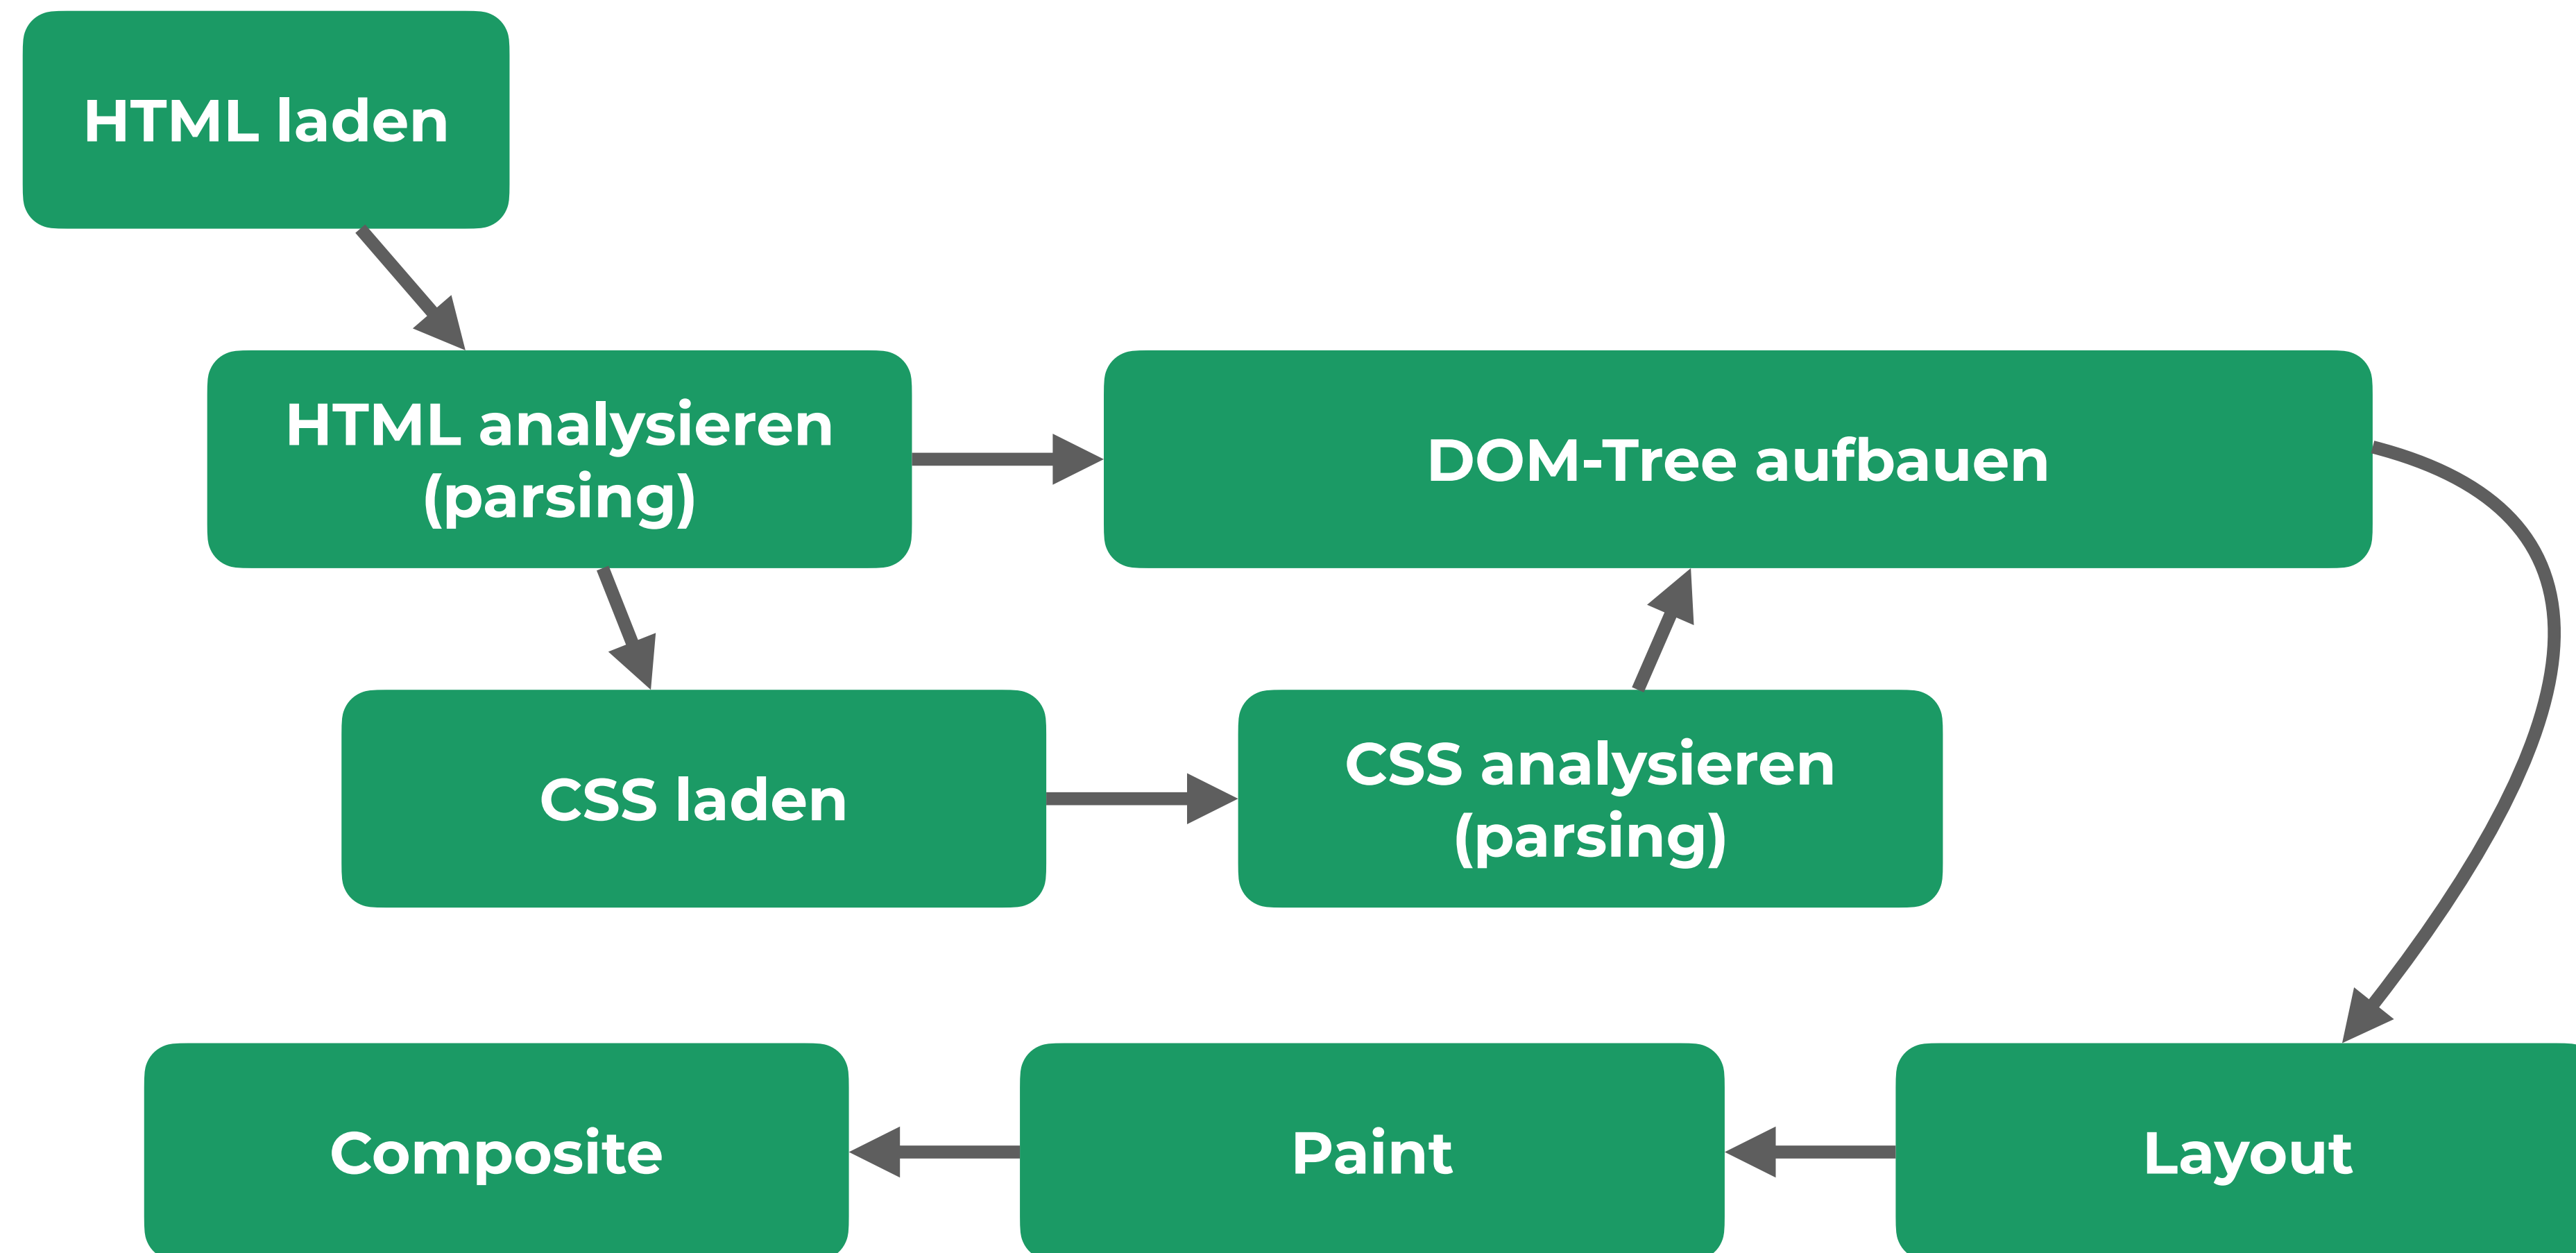 HTML laden
HTML analysieren
(parsing)
DOM-Tree aufbauen
CSS laden
CSS analysieren
(parsing)
Composite
Paint
Layout